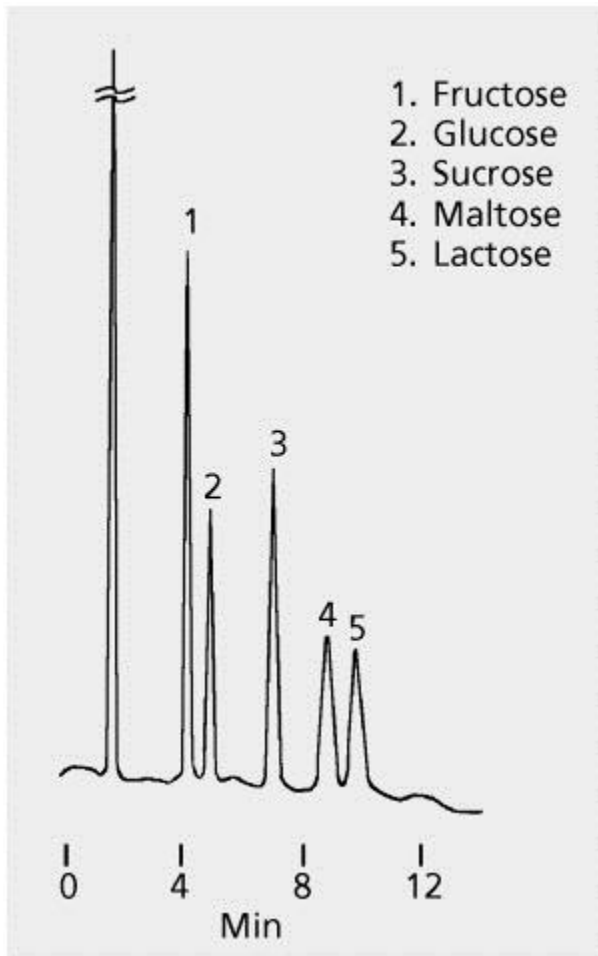 1. Fructose
2. Glucose
3. Sucrose
4. Maltose
5. Lactose
1
2
3
4
5
0 4 8 12
Min